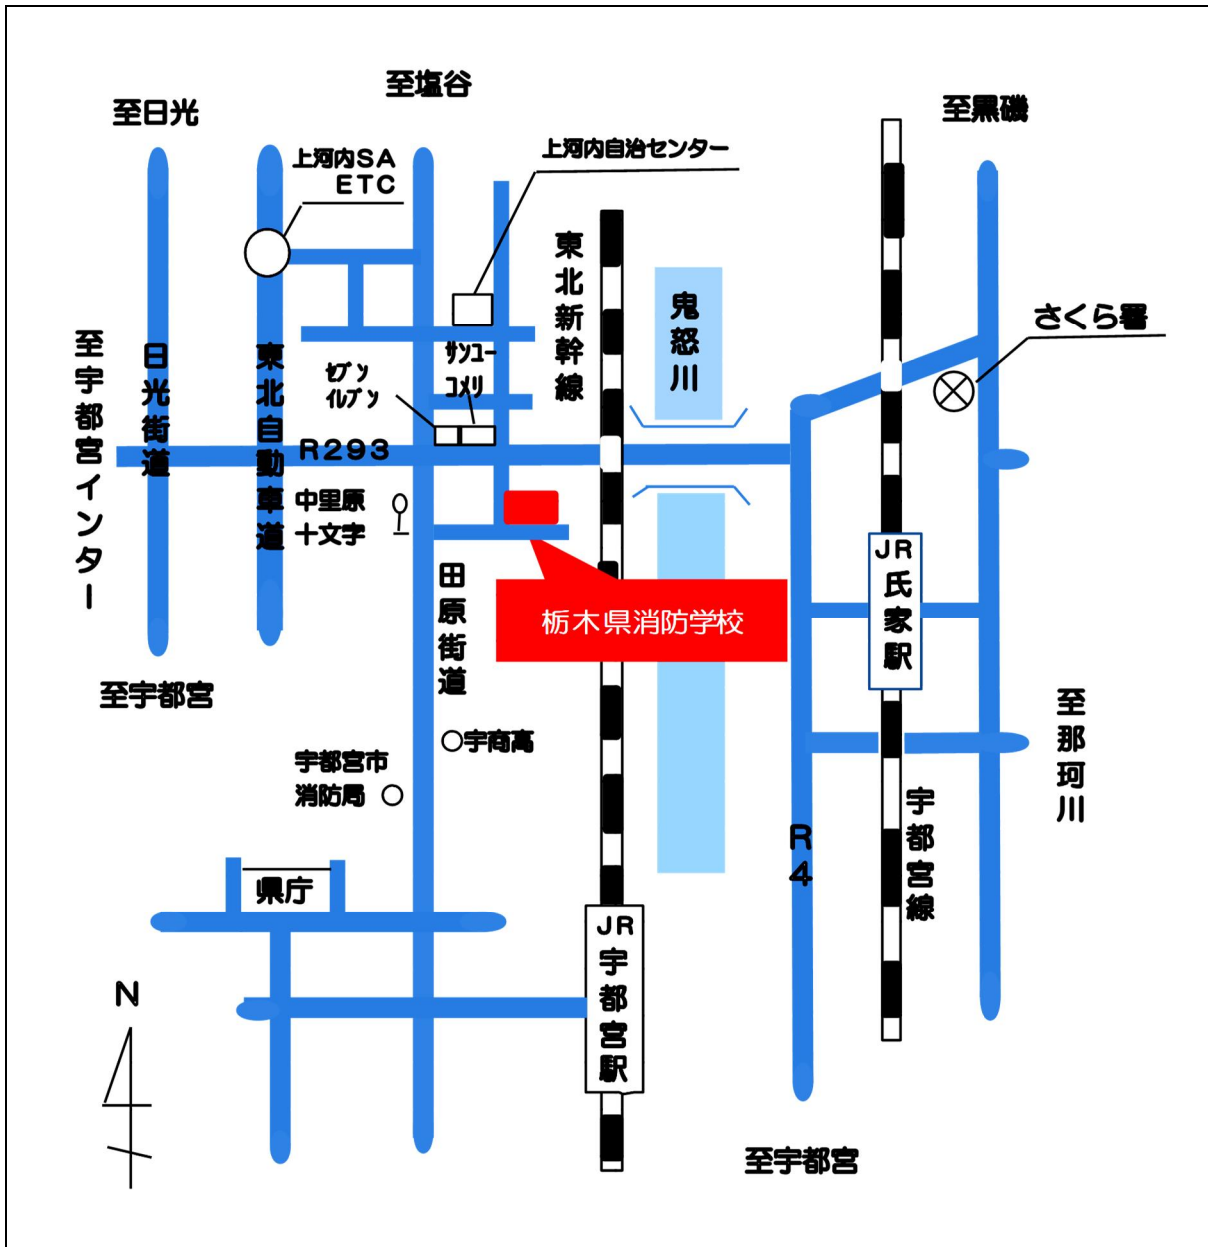 至塩谷
至日光
至黒磯
上河内自治センター
上河内SA
ETC
東北新幹線
鬼怒川
さくら署
至宇都宮インター
日光街道
東北自動車道
サンユー
コメリ
セブン
イレブン
R293
中里原
十文字
JR
氏家駅
田原街道
栃木県消防学校
至宇都宮
至那珂川
宇商高
宇都宮市
消防局
R4
宇都宮線
県庁
JR
宇都宮駅
N
至宇都宮